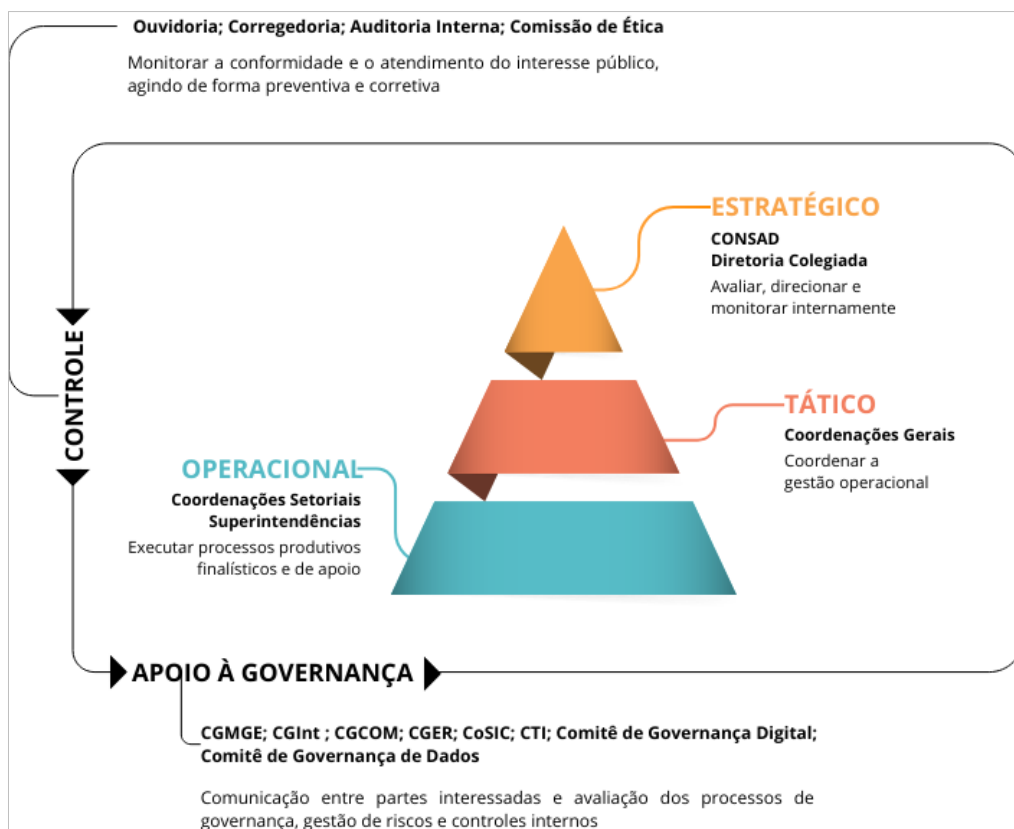 Ouvidoria; Corregedoria; Auditoria Interna; Comissão de Ética
Monitorar a conformidade e o atendimento do interesse público,
agindo de forma preventiva e corretiva
ESTRATÉGICO
CONSAD
Diretoria Colegiada
Avaliar, direcionar e
monitorar internamente
CONTROLE
TÁTICO
Coordenações Gerais
Coordenar a
gestão operacional
OPERACIONAL
Coordenações Setoriais
Superintendências
Executar processos produtivos
finalísticos e de apoio
APOIO À GOVERNANÇA
CGMGE; CGInt ; CGCOM; CGER; CoSIC; CTI; Comitê de Governança Digital;
Comitê de Governança de Dados
Comunicação entre partes interessadas e avaliação dos processos de
governança, gestão de riscos e controles internos